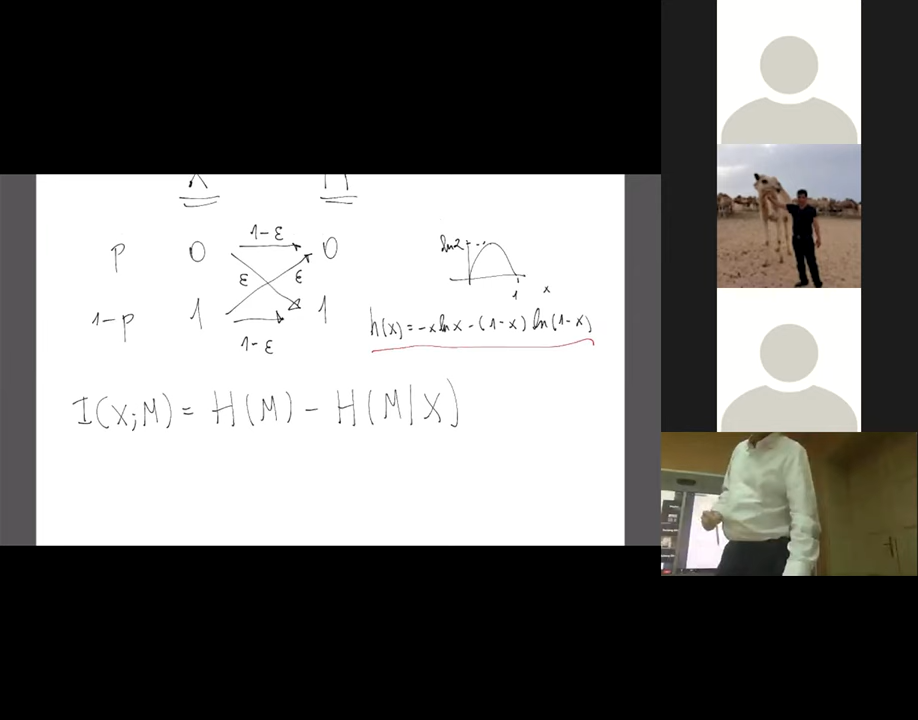 X M
1-ε
p 0 0
ε ε
1-p 1 1
1-ε
ln2
1 x
h(x) = -x ln x - (1-x) ln (1-x)
I(X;M) = H(M) - H(M|X)